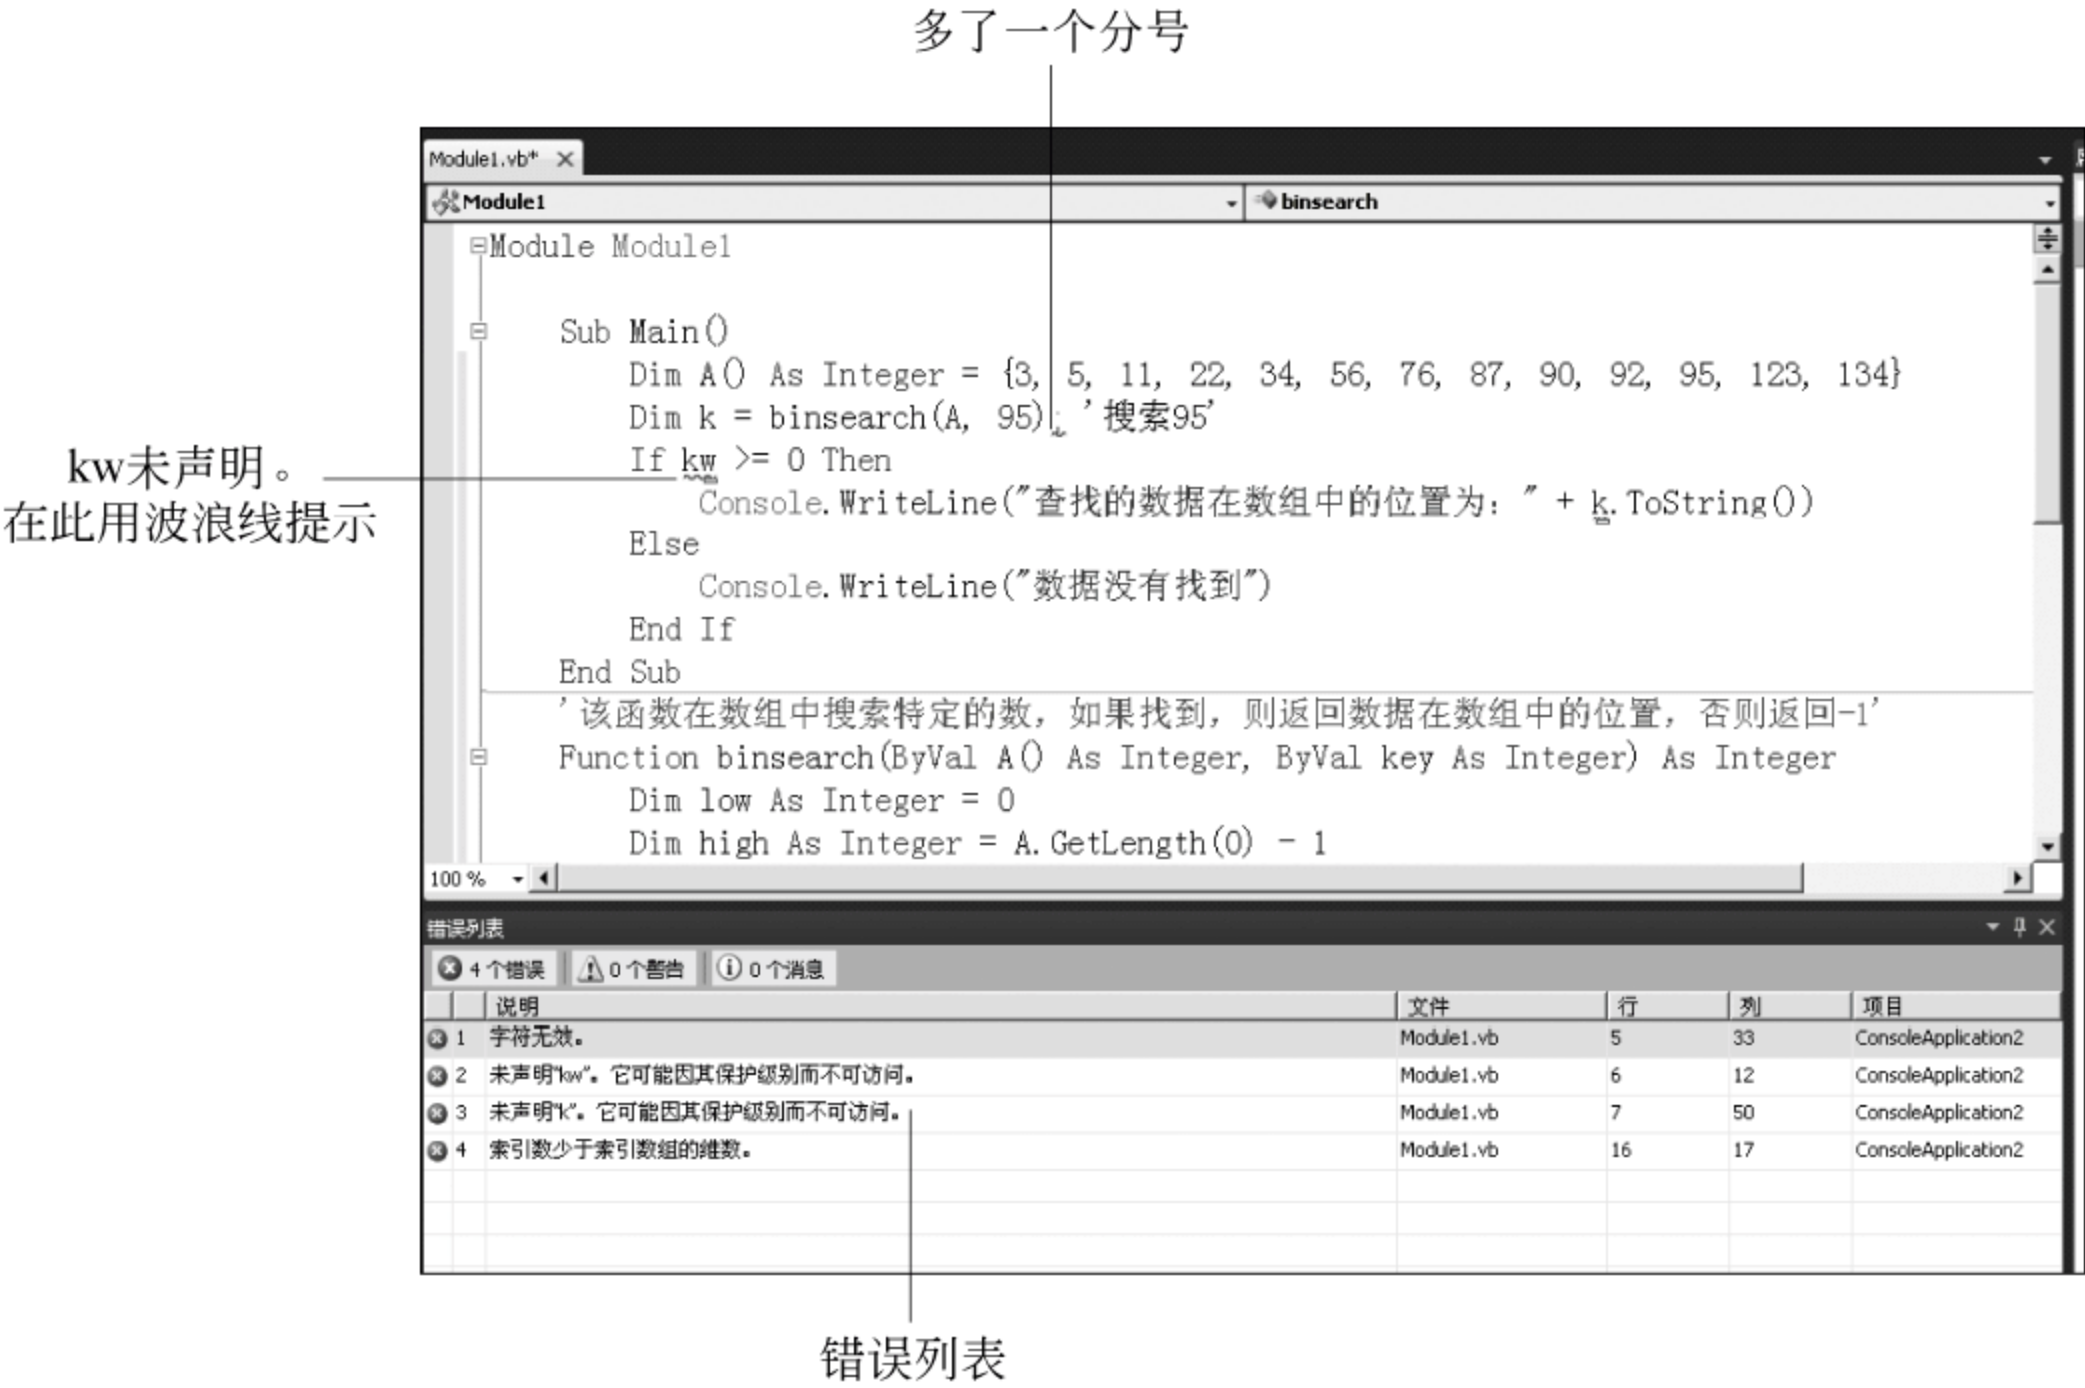 多了一个分号
Module1.vb*
Module1
binsearch
Module Module1
Sub Main()
Dim A() As Integer = {3, 5, 11, 22, 34, 56, 76, 87, 90, 92, 95, 123, 134}
Dim k = binsearch(A, 95); '搜索95'
If kw >= 0 Then
Console.WriteLine("查找的数据在数组中的位置为：" + k.ToString())
Else
Console.WriteLine("数据没有找到")
End If
End Sub
'该函数在数组中搜索特定的数，如果找到，则返回数据在数组中的位置，否则返回-1'
Function binsearch(ByVal A() As Integer, ByVal key As Integer) As Integer
Dim low As Integer = 0
Dim high As Integer = A.GetLength(0) - 1
kw未声明。
在此用波浪线提示
100 %
错误列表
4 个错误 0 个警告 0 个消息
说明 文件 行 列 项目
1 字符无效。 Module1.vb 5 33 ConsoleApplication2
2 未声明"kw"。它可能因其保护级别而不可访问。 Module1.vb 6 12 ConsoleApplication2
3 未声明"k"。它可能因其保护级别而不可访问。 Module1.vb 7 50 ConsoleApplication2
4 索引数少于索引数组的维数。 Module1.vb 16 17 ConsoleApplication2
错误列表